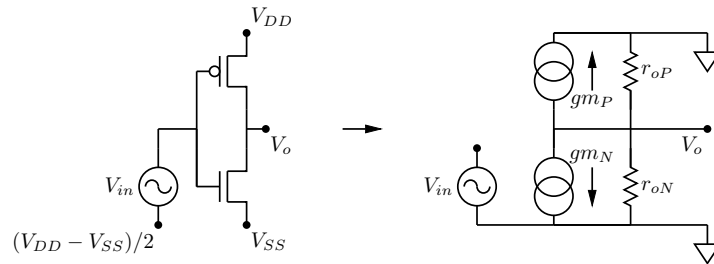 $V_{DD}$
$V_{in}$
$V_o$
$(V_{DD} - V_{SS})/2$
$V_{SS}$
$gm_P$
$r_{oP}$
$V_o$
$V_{in}$
$gm_N$
$r_{oN}$